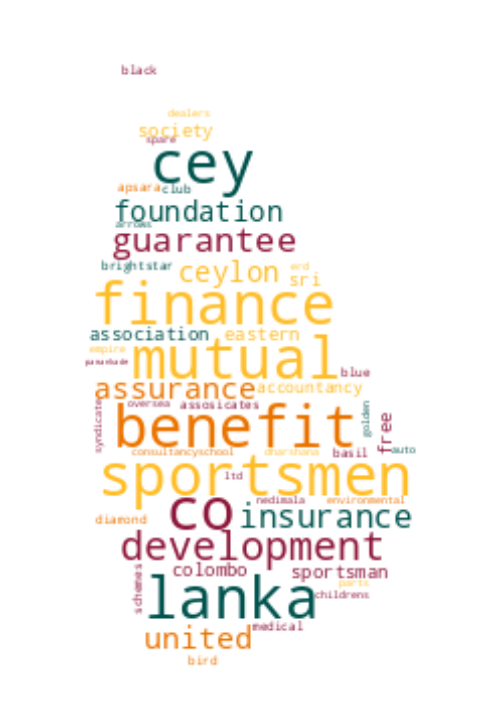 black
dealers
society
spare
cey
apsara club
foundation
arrows
guarantee
brightstar ceylon erd
sri
finance
association eastern
empire mutual
blue
assurance accountancy
oversea assosicates
syndicate benefit golden free
consultancyschool dharshana basil auto
sportsmen
ltd
nedimala environmental
diamond co insurance
development
colombo sportsman
schemes lanka parts
childrens
united medical
bird